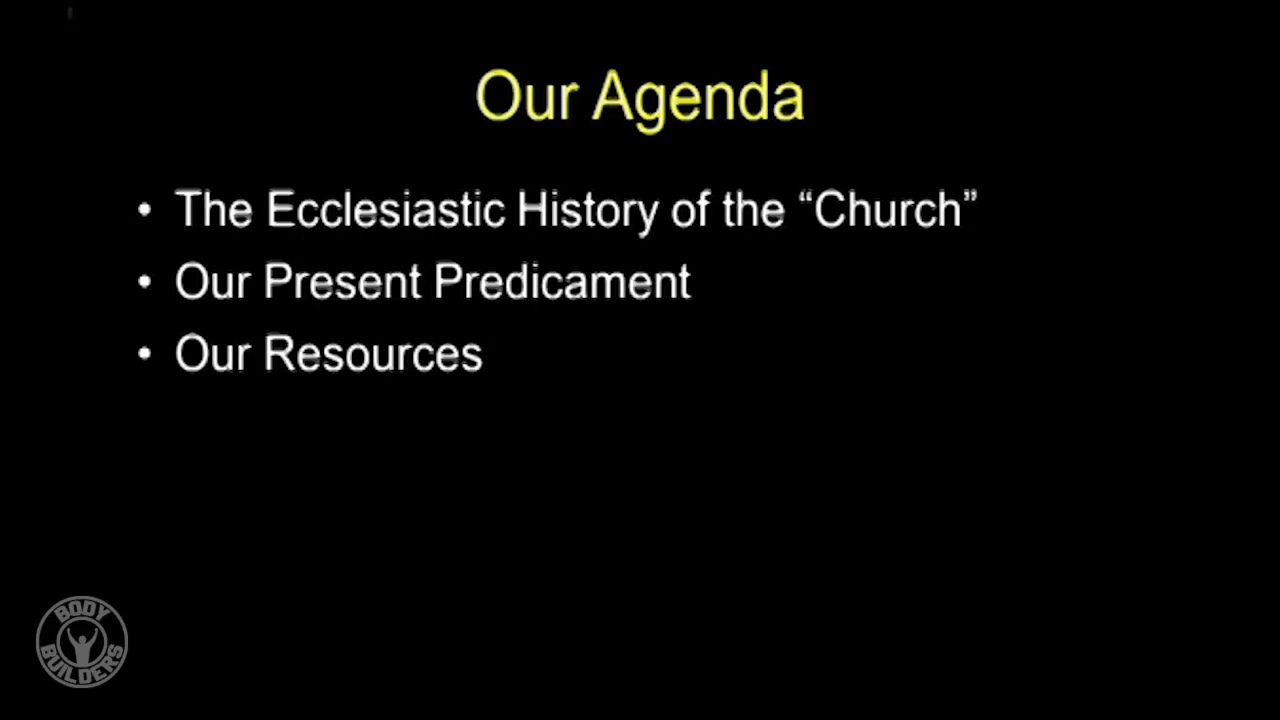 Our Agenda
• The Ecclesiastic History of the “Church”
• Our Present Predicament
• Our Resources
BODY
BUILDERS